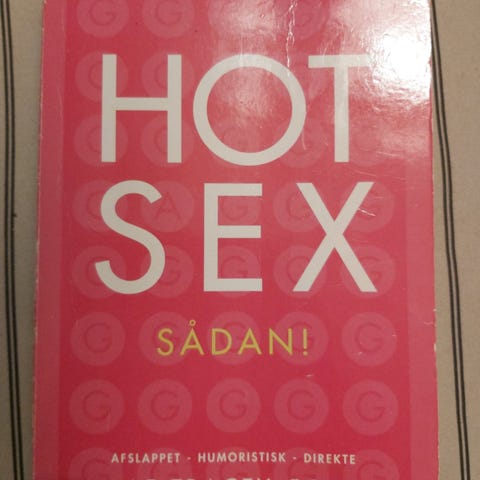 HOT
SEX
SÅDAN!
AFSLAPPET - HUMORISTISK - DIREKTE